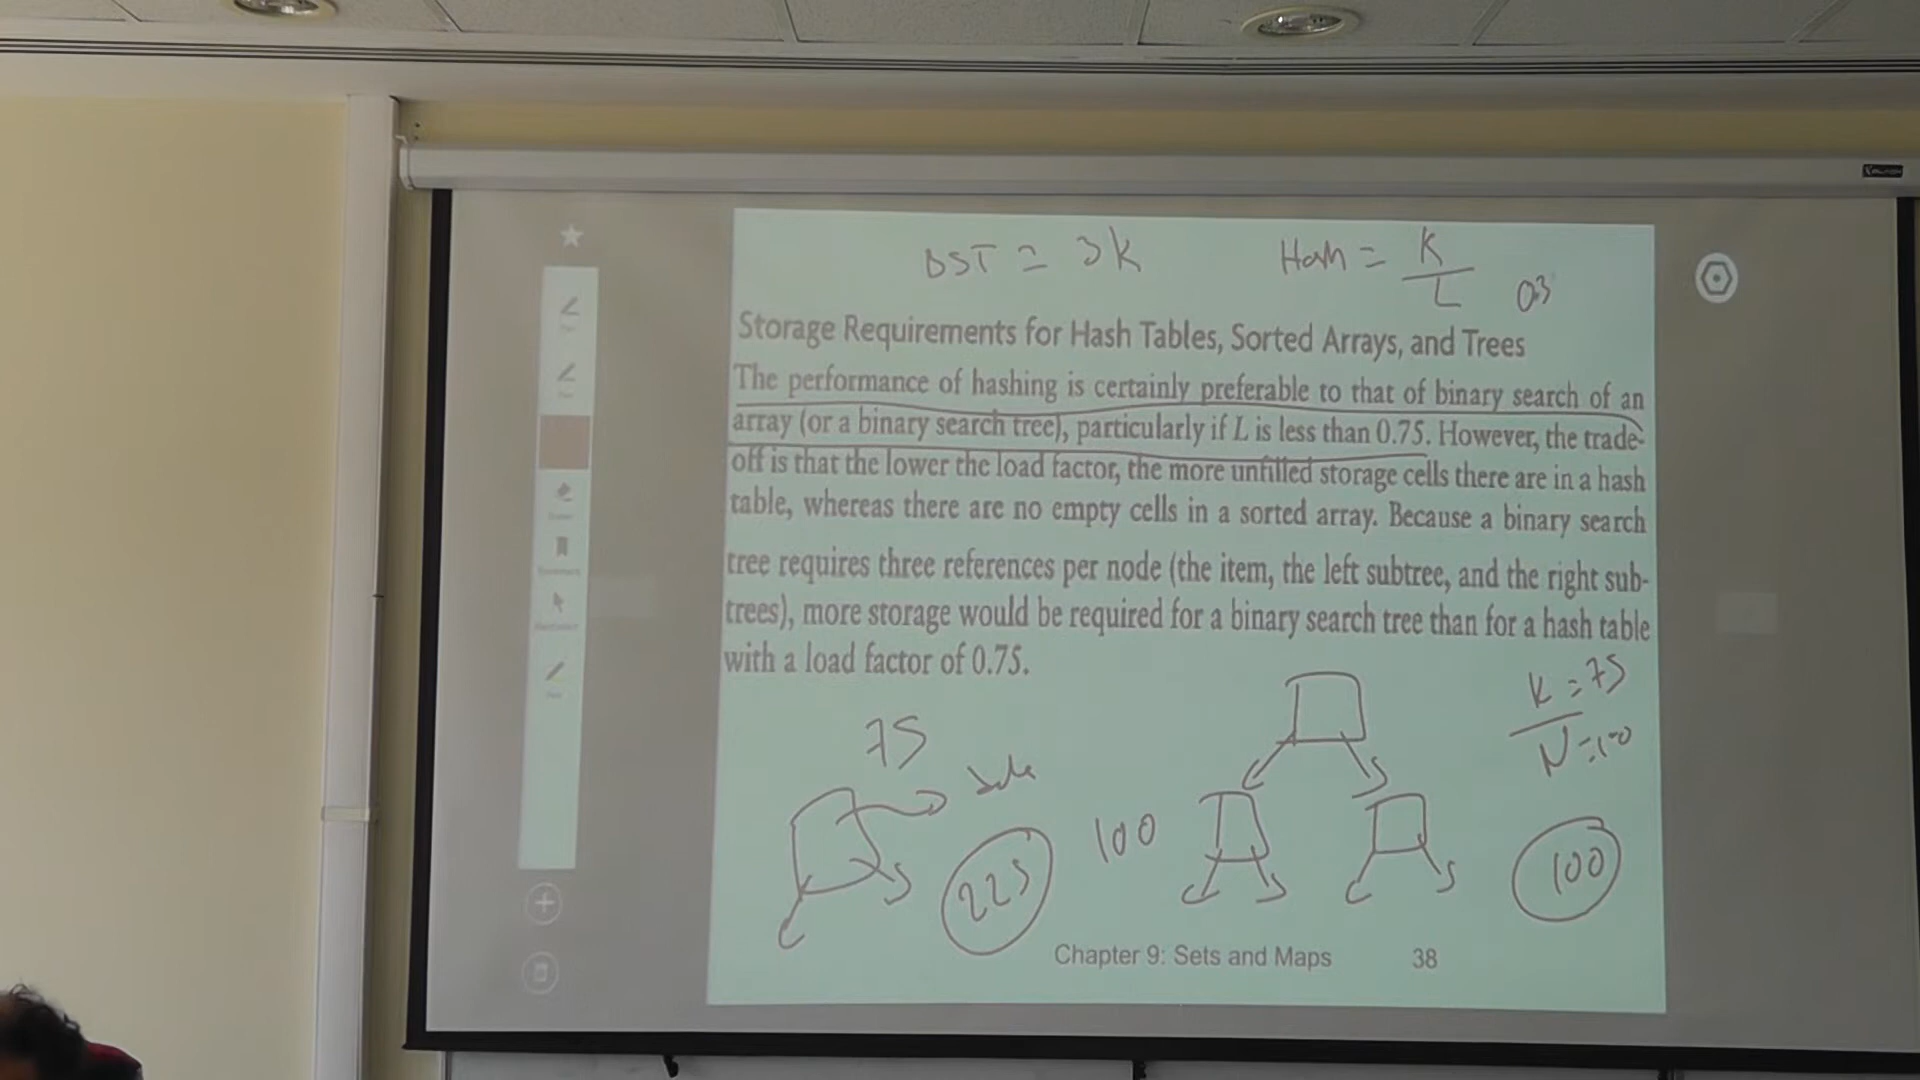 BST = 3k Hash = K / L 0.3
Storage Requirements for Hash Tables, Sorted Arrays, and Trees
The performance of hashing is certainly preferable to that of binary search of an
array (or a binary search tree), particularly if L is less than 0.75. However, the trade-
off is that the lower the load factor, the more unfilled storage cells there are in a hash
table, whereas there are no empty cells in a sorted array. Because a binary search
tree requires three references per node (the item, the left subtree, and the right sub-
trees), more storage would be required for a binary search tree than for a hash table
with a load factor of 0.75.
K = 75
N = 100
75
225
100
100
Chapter 9: Sets and Maps 38